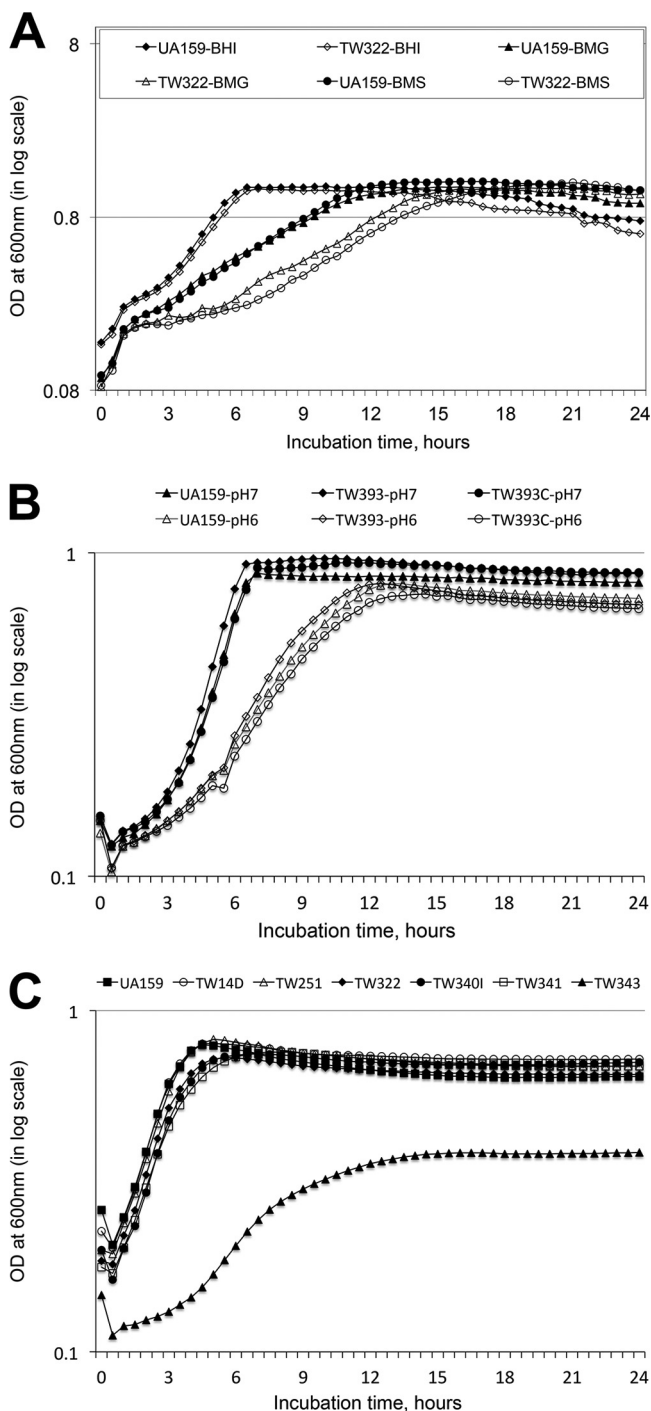 A
8
UA159-BHI TW322-BHI UA159-BMG
TW322-BMG UA159-BMS TW322-BMS
OD at 600nm (in log scale)
0.8
0.08
0 3 6 9 12 15 18 21 24
Incubation time, hours
B
UA159-pH7 TW393-pH7 TW393C-pH7
UA159-pH6 TW393-pH6 TW393C-pH6
1
OD at 600nm (in log scale)
0.1
0 3 6 9 12 15 18 21 24
Incubation time, hours
C
UA159 TW14D TW251 TW322 TW340I TW341 TW343
1
OD at 600nm (in log scale)
0.1
0 3 6 9 12 15 18 21 24
Incubation time, hours